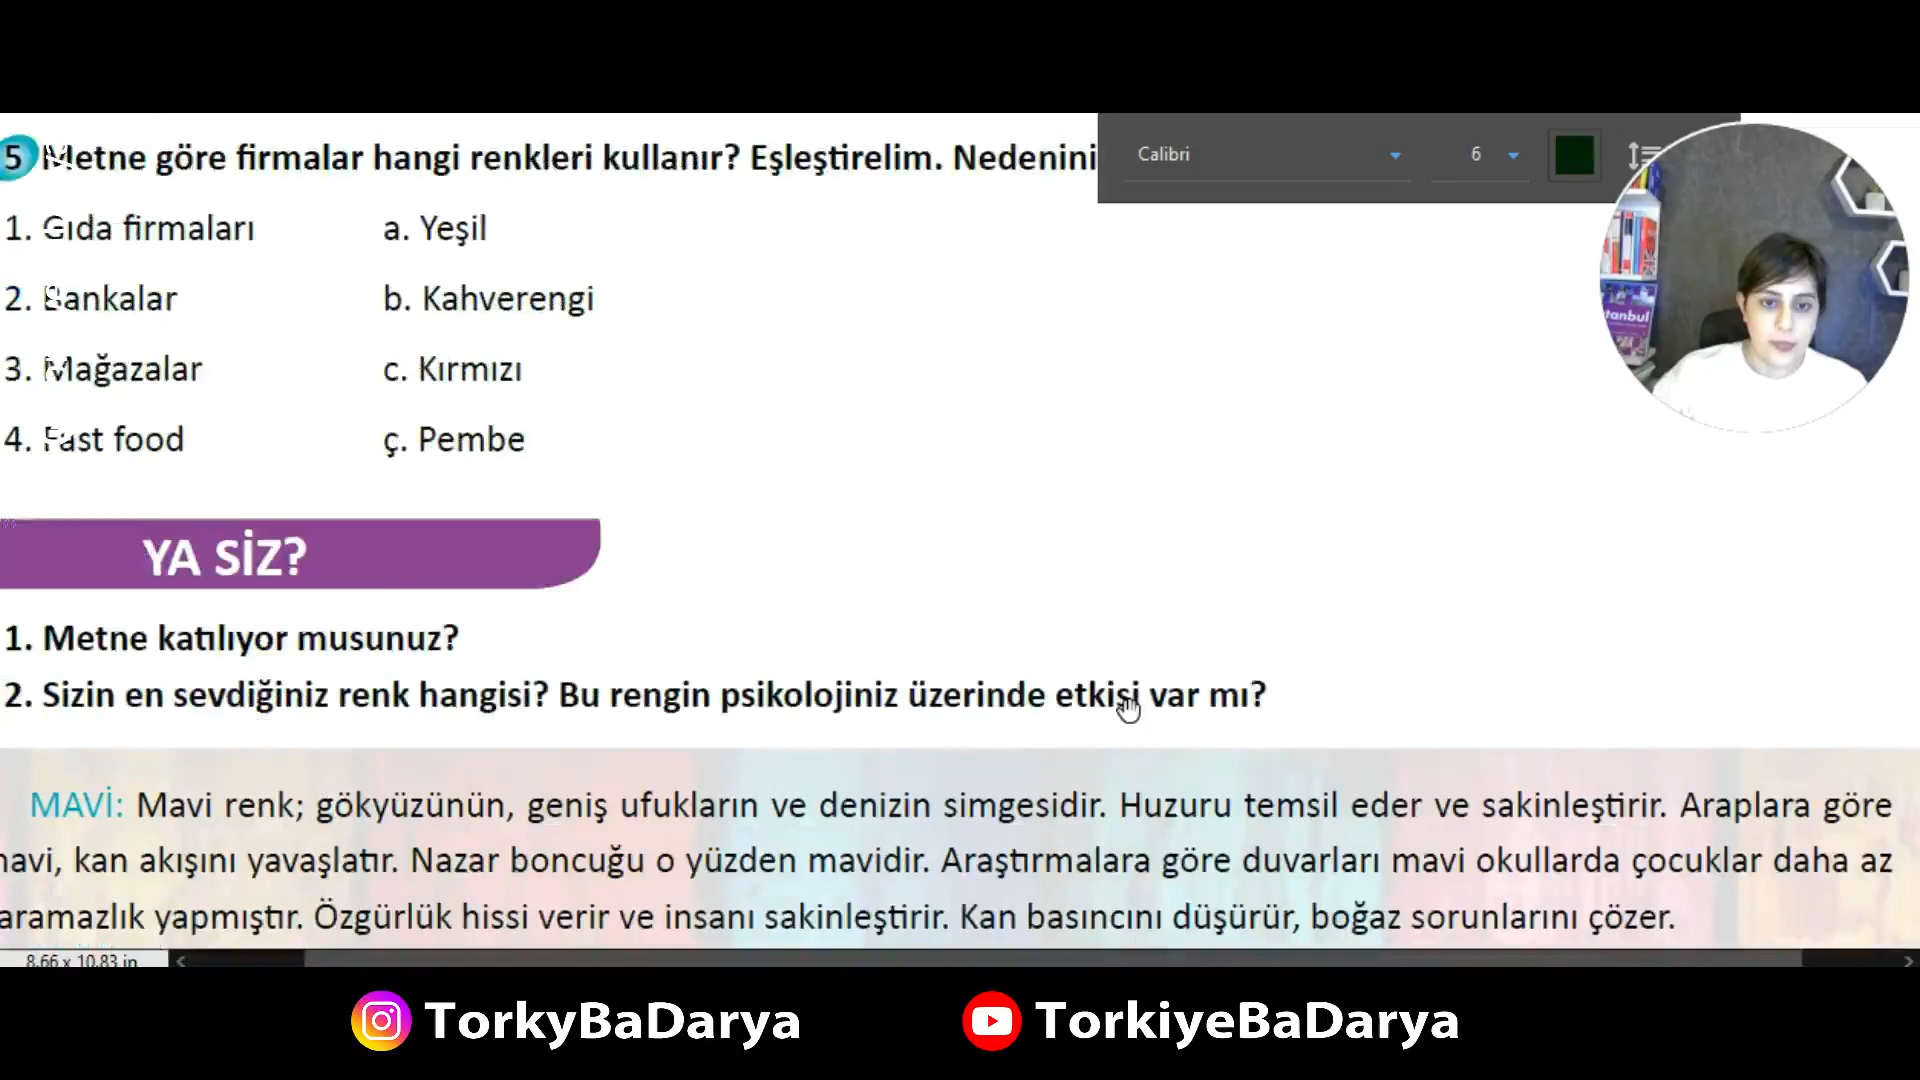 5 Metne göre firmalar hangi renkleri kullanır? Eşleştirelim. Nedenini
Calibri 6
1. Gıda firmaları a. Yeşil
2. Bankalar b. Kahverengi
3. Mağazalar c. Kırmızı
4. Fast food ç. Pembe
tanbul
YA SİZ?
1. Metne katılıyor musunuz?
2. Sizin en sevdiğiniz renk hangisi? Bu rengin psikolojiniz üzerinde etkisi var mı?
MAVİ: Mavi renk; gökyüzünün, geniş ufukların ve denizin simgesidir. Huzuru temsil eder ve sakinleştirir. Araplara göre
mavi, kan akışını yavaşlatır. Nazar boncuğu o yüzden mavidir. Araştırmalara göre duvarları mavi okullarda çocuklar daha az
aramazlık yapmıştır. Özgürlük hissi verir ve insanı sakinleştirir. Kan basıncını düşürür, boğaz sorunlarını çözer.
8,66 x 10,83 in
TorkyBaDarya TorkiyeBaDarya